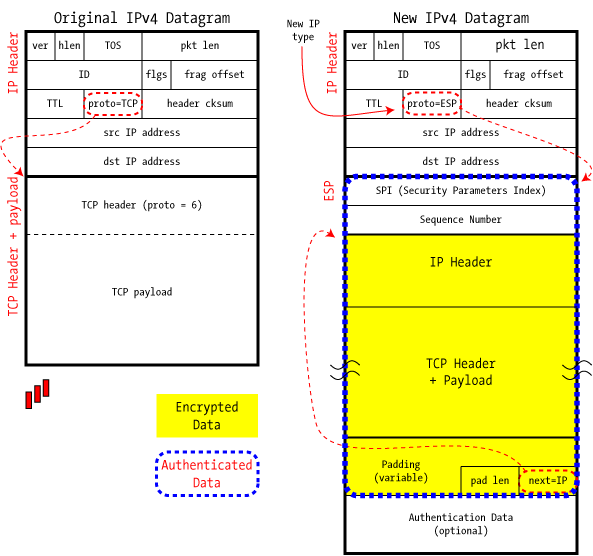 Original IPv4 Datagram
IP Header
ver hlen TOS pkt len
ID flgs frag offset
TTL proto=TCP header cksum
src IP address
dst IP address
TCP Header + payload
TCP header (proto = 6)
TCP payload
Encrypted
Data
Authenticated
Data
New IPv4 Datagram
New IP
type
IP Header
ver hlen TOS pkt len
ID flgs frag offset
TTL proto=ESP header cksum
src IP address
dst IP address
ESP
SPI (Security Parameters Index)
Sequence Number
IP Header
TCP Header
+ Payload
Padding
(variable)
pad len next=IP
Authentication Data
(optional)